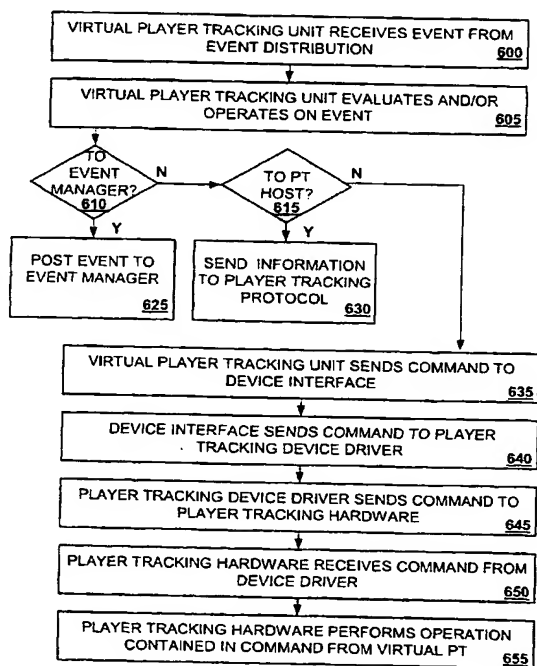 VIRTUAL PLAYER TRACKING UNIT RECEIVES EVENT FROM
EVENT DISTRIBUTION
600
VIRTUAL PLAYER TRACKING UNIT EVALUATES AND/OR
OPERATES ON EVENT
605
TO
EVENT
MANAGER?
610
N
Y
TO PT
HOST?
615
N
Y
POST EVENT TO
EVENT MANAGER
625
SEND INFORMATION
TO PLAYER TRACKING
PROTOCOL
630
VIRTUAL PLAYER TRACKING UNIT SENDS COMMAND TO
DEVICE INTERFACE
635
DEVICE INTERFACE SENDS COMMAND TO PLAYER
TRACKING DEVICE DRIVER
640
PLAYER TRACKING DEVICE DRIVER SENDS COMMAND TO
PLAYER TRACKING HARDWARE
645
PLAYER TRACKING HARDWARE RECEIVES COMMAND FROM
DEVICE DRIVER
650
PLAYER TRACKING HARDWARE PERFORMS OPERATION
CONTAINED IN COMMAND FROM VIRTUAL PT
655